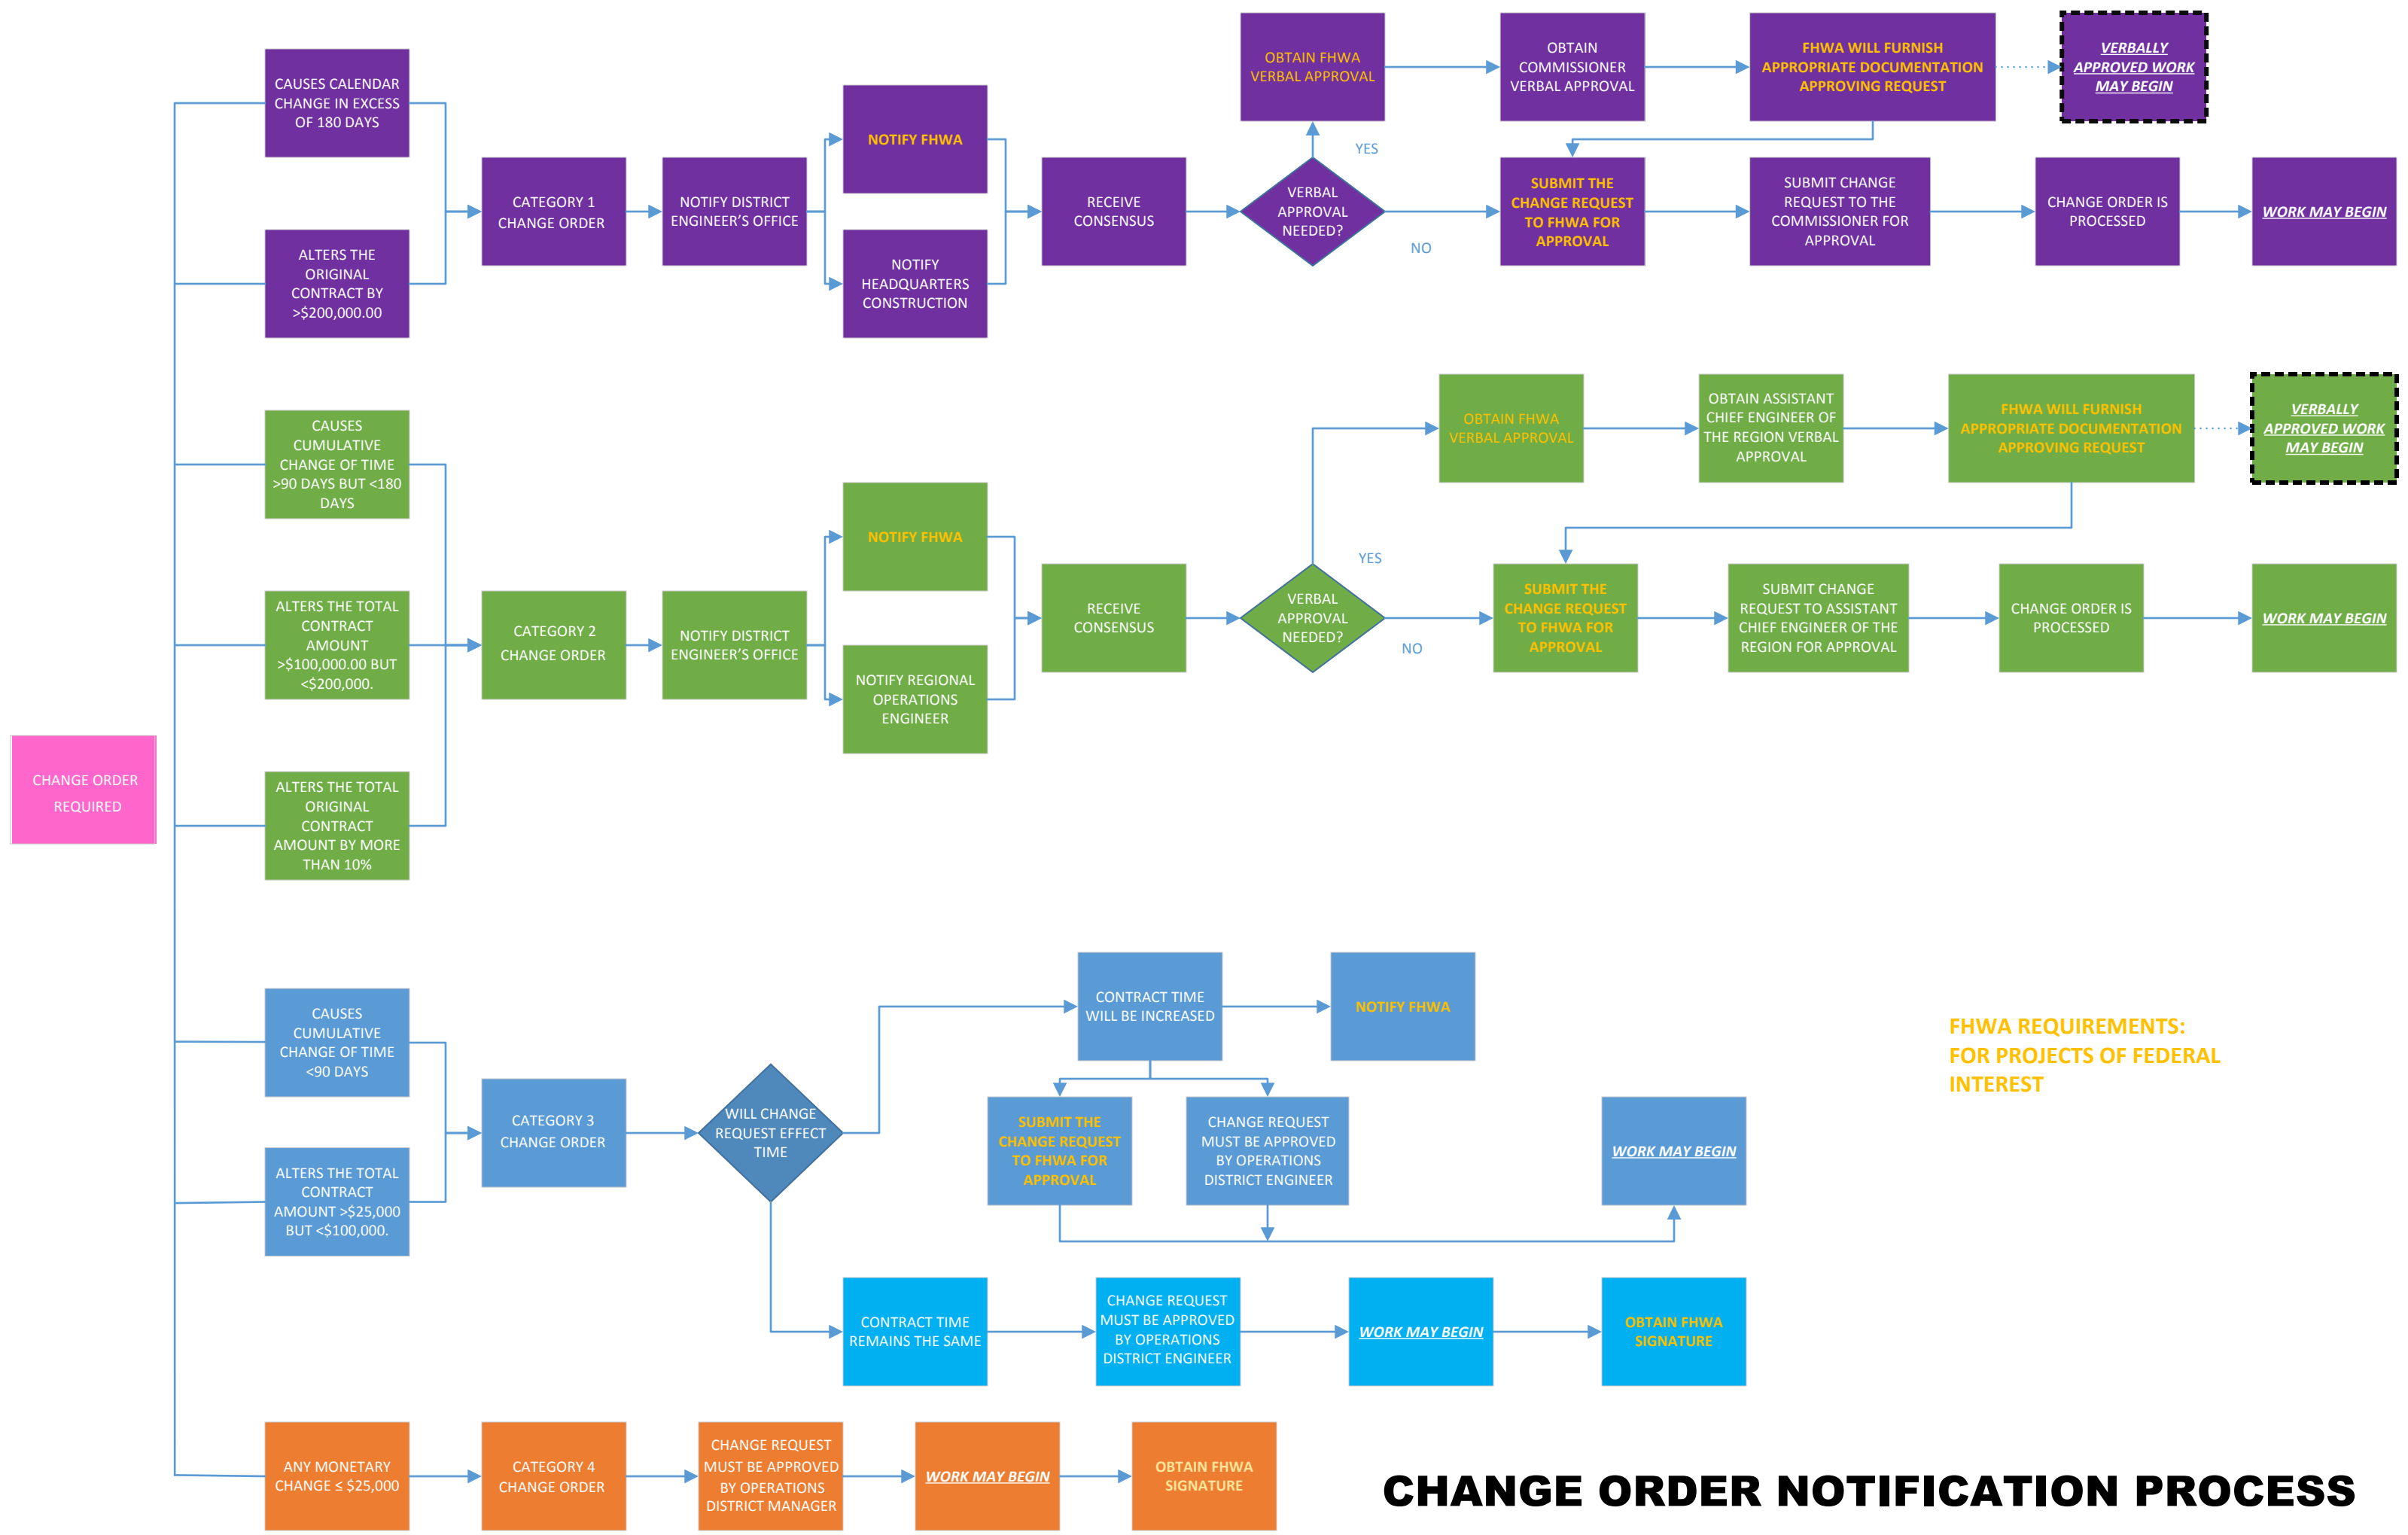 CAUSES CALENDAR
CHANGE IN EXCESS
OF 180 DAYS
ALTERS THE
ORIGINAL
CONTRACT BY
>$200,000.00
CATEGORY 1
CHANGE ORDER
NOTIFY DISTRICT
ENGINEER’S OFFICE
NOTIFY FHWA
NOTIFY
HEADQUARTERS
CONSTRUCTION
RECEIVE
CONSENSUS
VERBAL
APPROVAL
NEEDED?
YES
NO
OBTAIN FHWA
VERBAL APPROVAL
OBTAIN
COMMISSIONER
VERBAL APPROVAL
FHWA WILL FURNISH
APPROPRIATE DOCUMENTATION
APPROVING REQUEST
VERBALLY
APPROVED WORK
MAY BEGIN
SUBMIT THE
CHANGE REQUEST
TO FHWA FOR
APPROVAL
SUBMIT CHANGE
REQUEST TO THE
COMMISSIONER FOR
APPROVAL
CHANGE ORDER IS
PROCESSED
WORK MAY BEGIN
CAUSES
CUMULATIVE
CHANGE OF TIME
>90 DAYS BUT <180
DAYS
ALTERS THE TOTAL
CONTRACT
AMOUNT
>$100,000.00 BUT
<$200,000.
ALTERS THE TOTAL
ORIGINAL
CONTRACT
AMOUNT BY MORE
THAN 10%
CATEGORY 2
CHANGE ORDER
NOTIFY DISTRICT
ENGINEER’S OFFICE
NOTIFY FHWA
NOTIFY REGIONAL
OPERATIONS
ENGINEER
RECEIVE
CONSENSUS
VERBAL
APPROVAL
NEEDED?
YES
NO
OBTAIN FHWA
VERBAL APPROVAL
OBTAIN ASSISTANT
CHIEF ENGINEER OF
THE REGION VERBAL
APPROVAL
FHWA WILL FURNISH
APPROPRIATE DOCUMENTATION
APPROVING REQUEST
VERBALLY
APPROVED WORK
MAY BEGIN
SUBMIT THE
CHANGE REQUEST
TO FHWA FOR
APPROVAL
SUBMIT CHANGE
REQUEST TO ASSISTANT
CHIEF ENGINEER OF THE
REGION FOR APPROVAL
CHANGE ORDER IS
PROCESSED
WORK MAY BEGIN
CHANGE ORDER
REQUIRED
CAUSES
CUMULATIVE
CHANGE OF TIME
<90 DAYS
ALTERS THE TOTAL
CONTRACT
AMOUNT >$25,000
BUT <$100,000.
CATEGORY 3
CHANGE ORDER
WILL CHANGE
REQUEST EFFECT
TIME
CONTRACT TIME
WILL BE INCREASED
NOTIFY FHWA
SUBMIT THE
CHANGE REQUEST
TO FHWA FOR
APPROVAL
CHANGE REQUEST
MUST BE APPROVED
BY OPERATIONS
DISTRICT ENGINEER
WORK MAY BEGIN
FHWA REQUIREMENTS:
FOR PROJECTS OF FEDERAL
INTEREST
CONTRACT TIME
REMAINS THE SAME
CHANGE REQUEST
MUST BE APPROVED
BY OPERATIONS
DISTRICT ENGINEER
WORK MAY BEGIN
OBTAIN FHWA
SIGNATURE
ANY MONETARY
CHANGE ≤ $25,000
CATEGORY 4
CHANGE ORDER
CHANGE REQUEST
MUST BE APPROVED
BY OPERATIONS
DISTRICT MANAGER
WORK MAY BEGIN
OBTAIN FHWA
SIGNATURE
CHANGE ORDER NOTIFICATION PROCESS